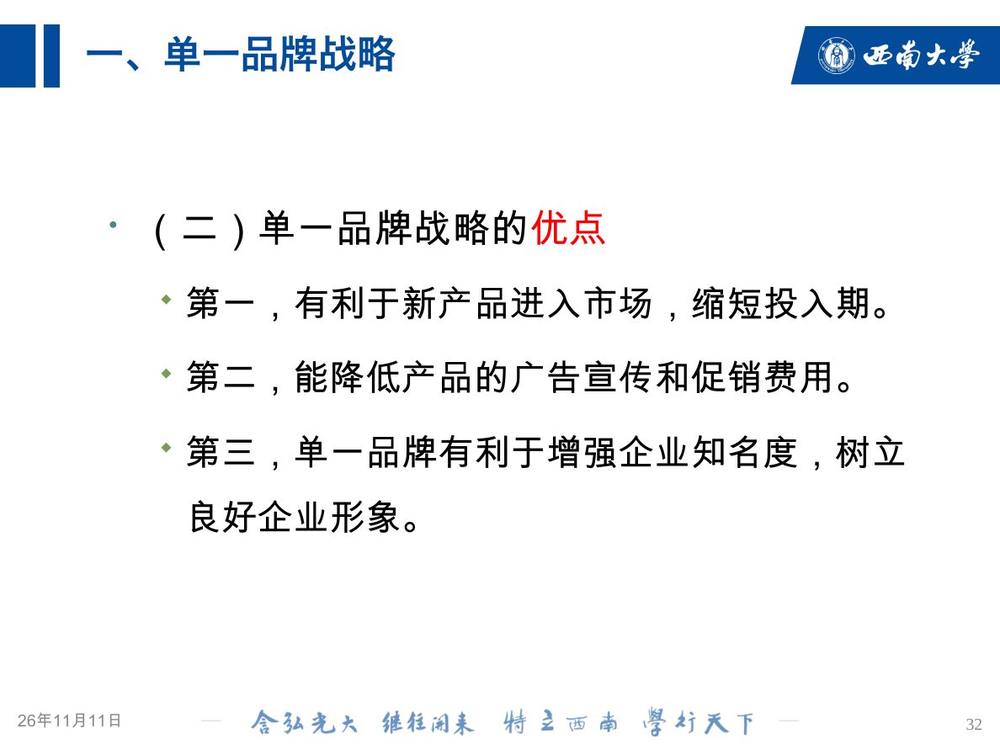 一、单一品牌战略
西南大学
（二）单一品牌战略的优点
第一，有利于新产品进入市场，缩短投入期。
第二，能降低产品的广告宣传和促销费用。
第三，单一品牌有利于增强企业知名度，树立
良好企业形象。
26年11月11日
含弘光大 继往开来 特立西南 学行天下
32